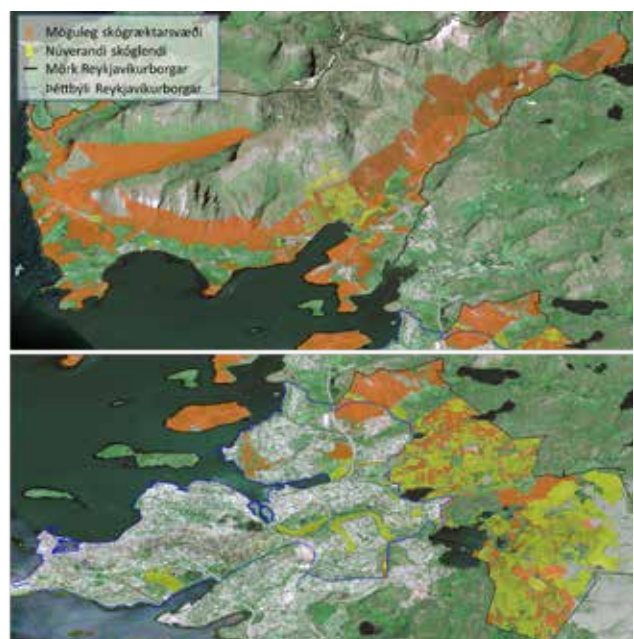 Möguleg skógræktarsvæði
Núverandi skóglendi
Mörk Reykjavíkurborgar
Þéttbýli Reykjavíkurborgar